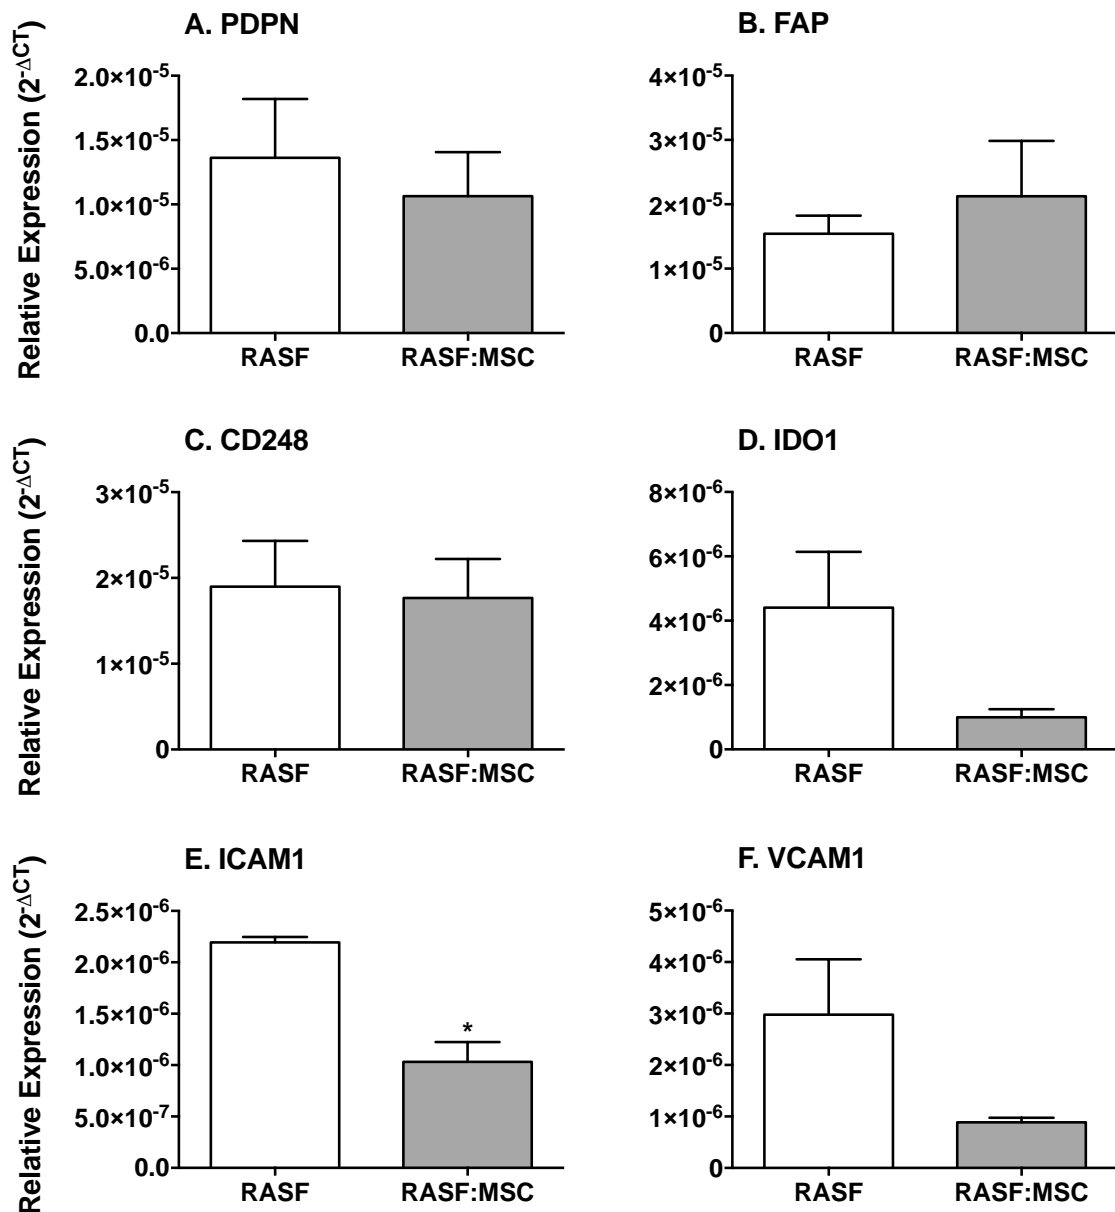 A. PDPN
Relative Expression (2^-ΔCT)
2.0×10^-5
1.5×10^-5
1.0×10^-5
5.0×10^-6
0.0
RASF RASF:MSC
B. FAP
4×10^-5
3×10^-5
2×10^-5
1×10^-5
0
RASF RASF:MSC
C. CD248
Relative Expression (2^-ΔCT)
3×10^-5
2×10^-5
1×10^-5
0
RASF RASF:MSC
D. IDO1
8×10^-6
6×10^-6
4×10^-6
2×10^-6
0
RASF RASF:MSC
E. ICAM1
Relative Expression (2^-ΔCT)
2.5×10^-6
2.0×10^-6
1.5×10^-6
1.0×10^-6
5.0×10^-7
0.0
*
RASF RASF:MSC
F. VCAM1
5×10^-6
4×10^-6
3×10^-6
2×10^-6
1×10^-6
0
RASF RASF:MSC